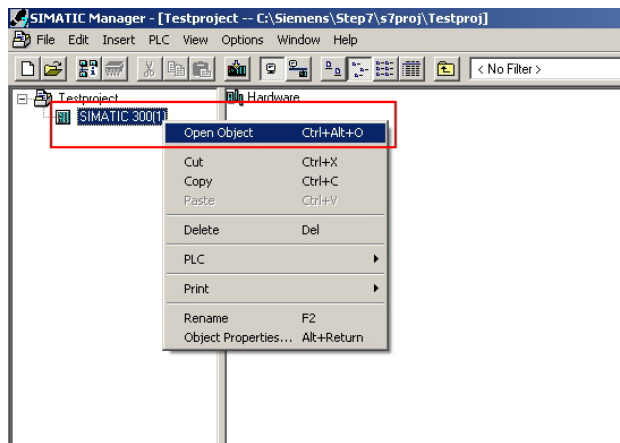 SIMATIC Manager - [Testproject -- C:\Siemens\Step7\s7proj\Testproj]
File Edit Insert PLC View Options Window Help
< No Filter >
Testproject
Hardware
SIMATIC 300(1)
Open Object Ctrl+Alt+O
Cut Ctrl+X
Copy Ctrl+C
Paste Ctrl+V
Delete Del
PLC
Print
Rename F2
Object Properties... Alt+Return